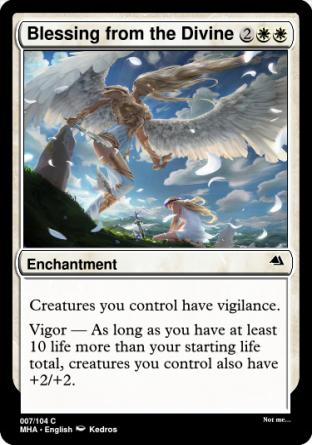 Blessing from the Divine 2
Enchantment
Creatures you control have vigilance.
Vigor — As long as you have at least
10 life more than your starting life
total, creatures you control also have
+2/+2.
007/104 C
MHA • English Kedros
Not me...